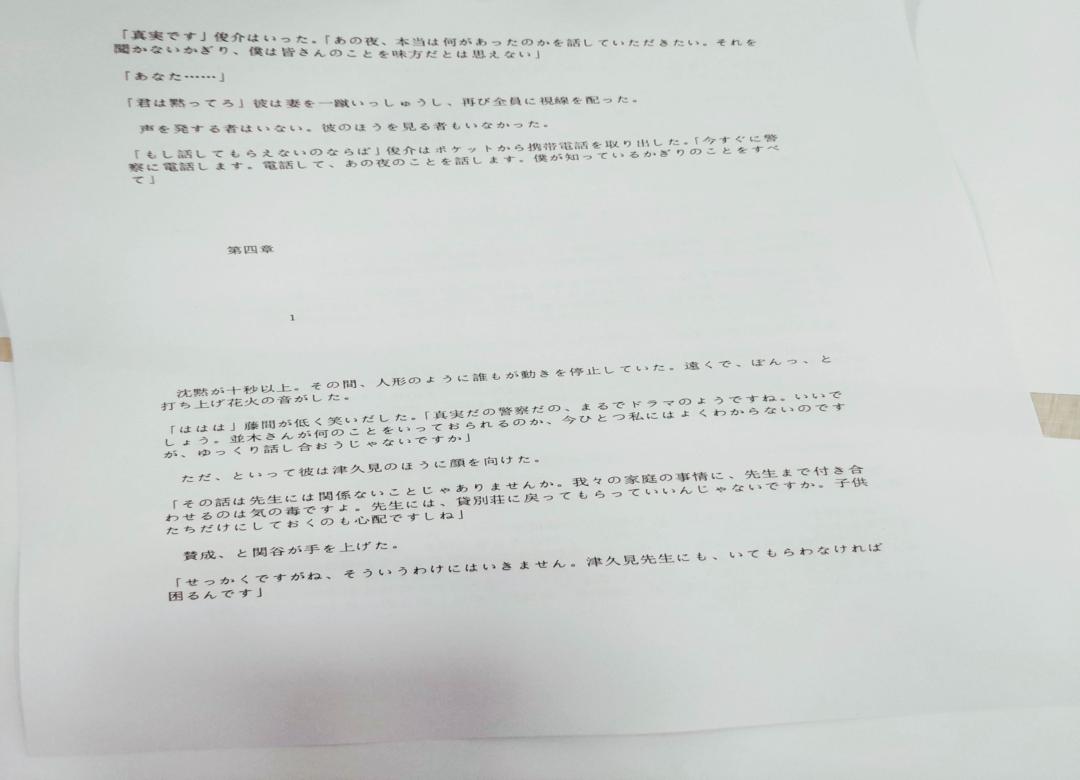 「真実です」俊介はいった。「あの夜、本当は何があったのかを話していただきたい。それを
聞かないかぎり、僕は皆さんのことを味方だとは思えない」
「あなた……」
「君は黙ってろ」彼は妻を一蹴いっしゅうし、再び全員に視線を配った。
声を発する者はいない。彼のほうを見る者もいなかった。
「もし話してもらえないのならば」俊介はポケットから携帯電話を取り出した。「今すぐに警
察に電話します。電話して、あの夜のことを話します。僕が知っているかぎりのことをすべ
て」
第四章
1
沈黙が十秒以上。その間、人形のように誰もが動きを停止していた。遠くで、ぽんっ、と
打ち上げ花火の音がした。
「ははは」藤間が低く笑いだした。「真実だの警察だの、まるでドラマのようですね。いいで
しょう。並木さんが何のことをいっておられるのか、今ひとつ私にはよくわからないのです
が、ゆっくり話し合おうじゃないですか」
ただ、といって彼は津久見のほうに顔を向けた。
「その話は先生には関係ないことじゃありませんか。我々の家庭の事情に、先生まで付き合
わせるのは気の毒ですよ。先生には、貸別荘に戻ってもらっていいんじゃないですか。子供
たちだけにしておくのも心配ですしね」
賛成、と関谷が手を上げた。
「せっかくですがね、そういうわけにはいきません。津久見先生にも、いてもらわなければ
困るんです」